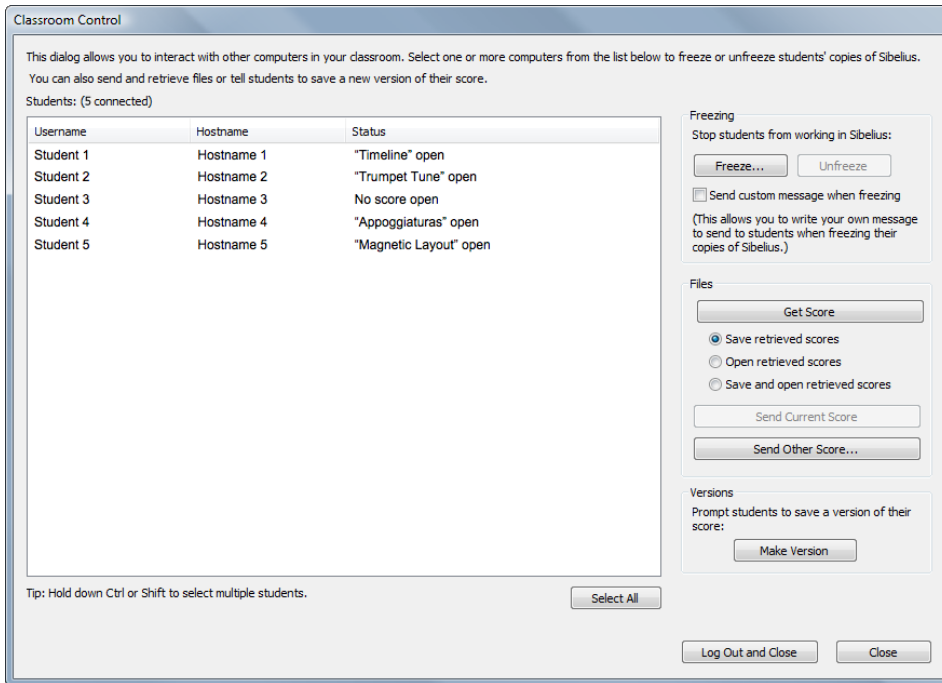 Classroom Control
This dialog allows you to interact with other computers in your classroom. Select one or more computers from the list below to freeze or unfreeze students' copies of Sibelius.
You can also send and retrieve files or tell students to save a new version of their score.
Students: (5 connected)
Username Hostname Status
Student 1 Hostname 1 “Timeline” open
Student 2 Hostname 2 “Trumpet Tune” open
Student 3 Hostname 3 No score open
Student 4 Hostname 4 “Appoggiaturas” open
Student 5 Hostname 5 “Magnetic Layout” open
Tip: Hold down Ctrl or Shift to select multiple students.
Select All
Freezing
Stop students from working in Sibelius:
Freeze... Unfreeze
Send custom message when freezing
(This allows you to write your own message
to send to students when freezing their
copies of Sibelius.)
Files
Get Score
Save retrieved scores
Open retrieved scores
Save and open retrieved scores
Send Current Score
Send Other Score...
Versions
Prompt students to save a version of their
score:
Make Version
Log Out and Close Close